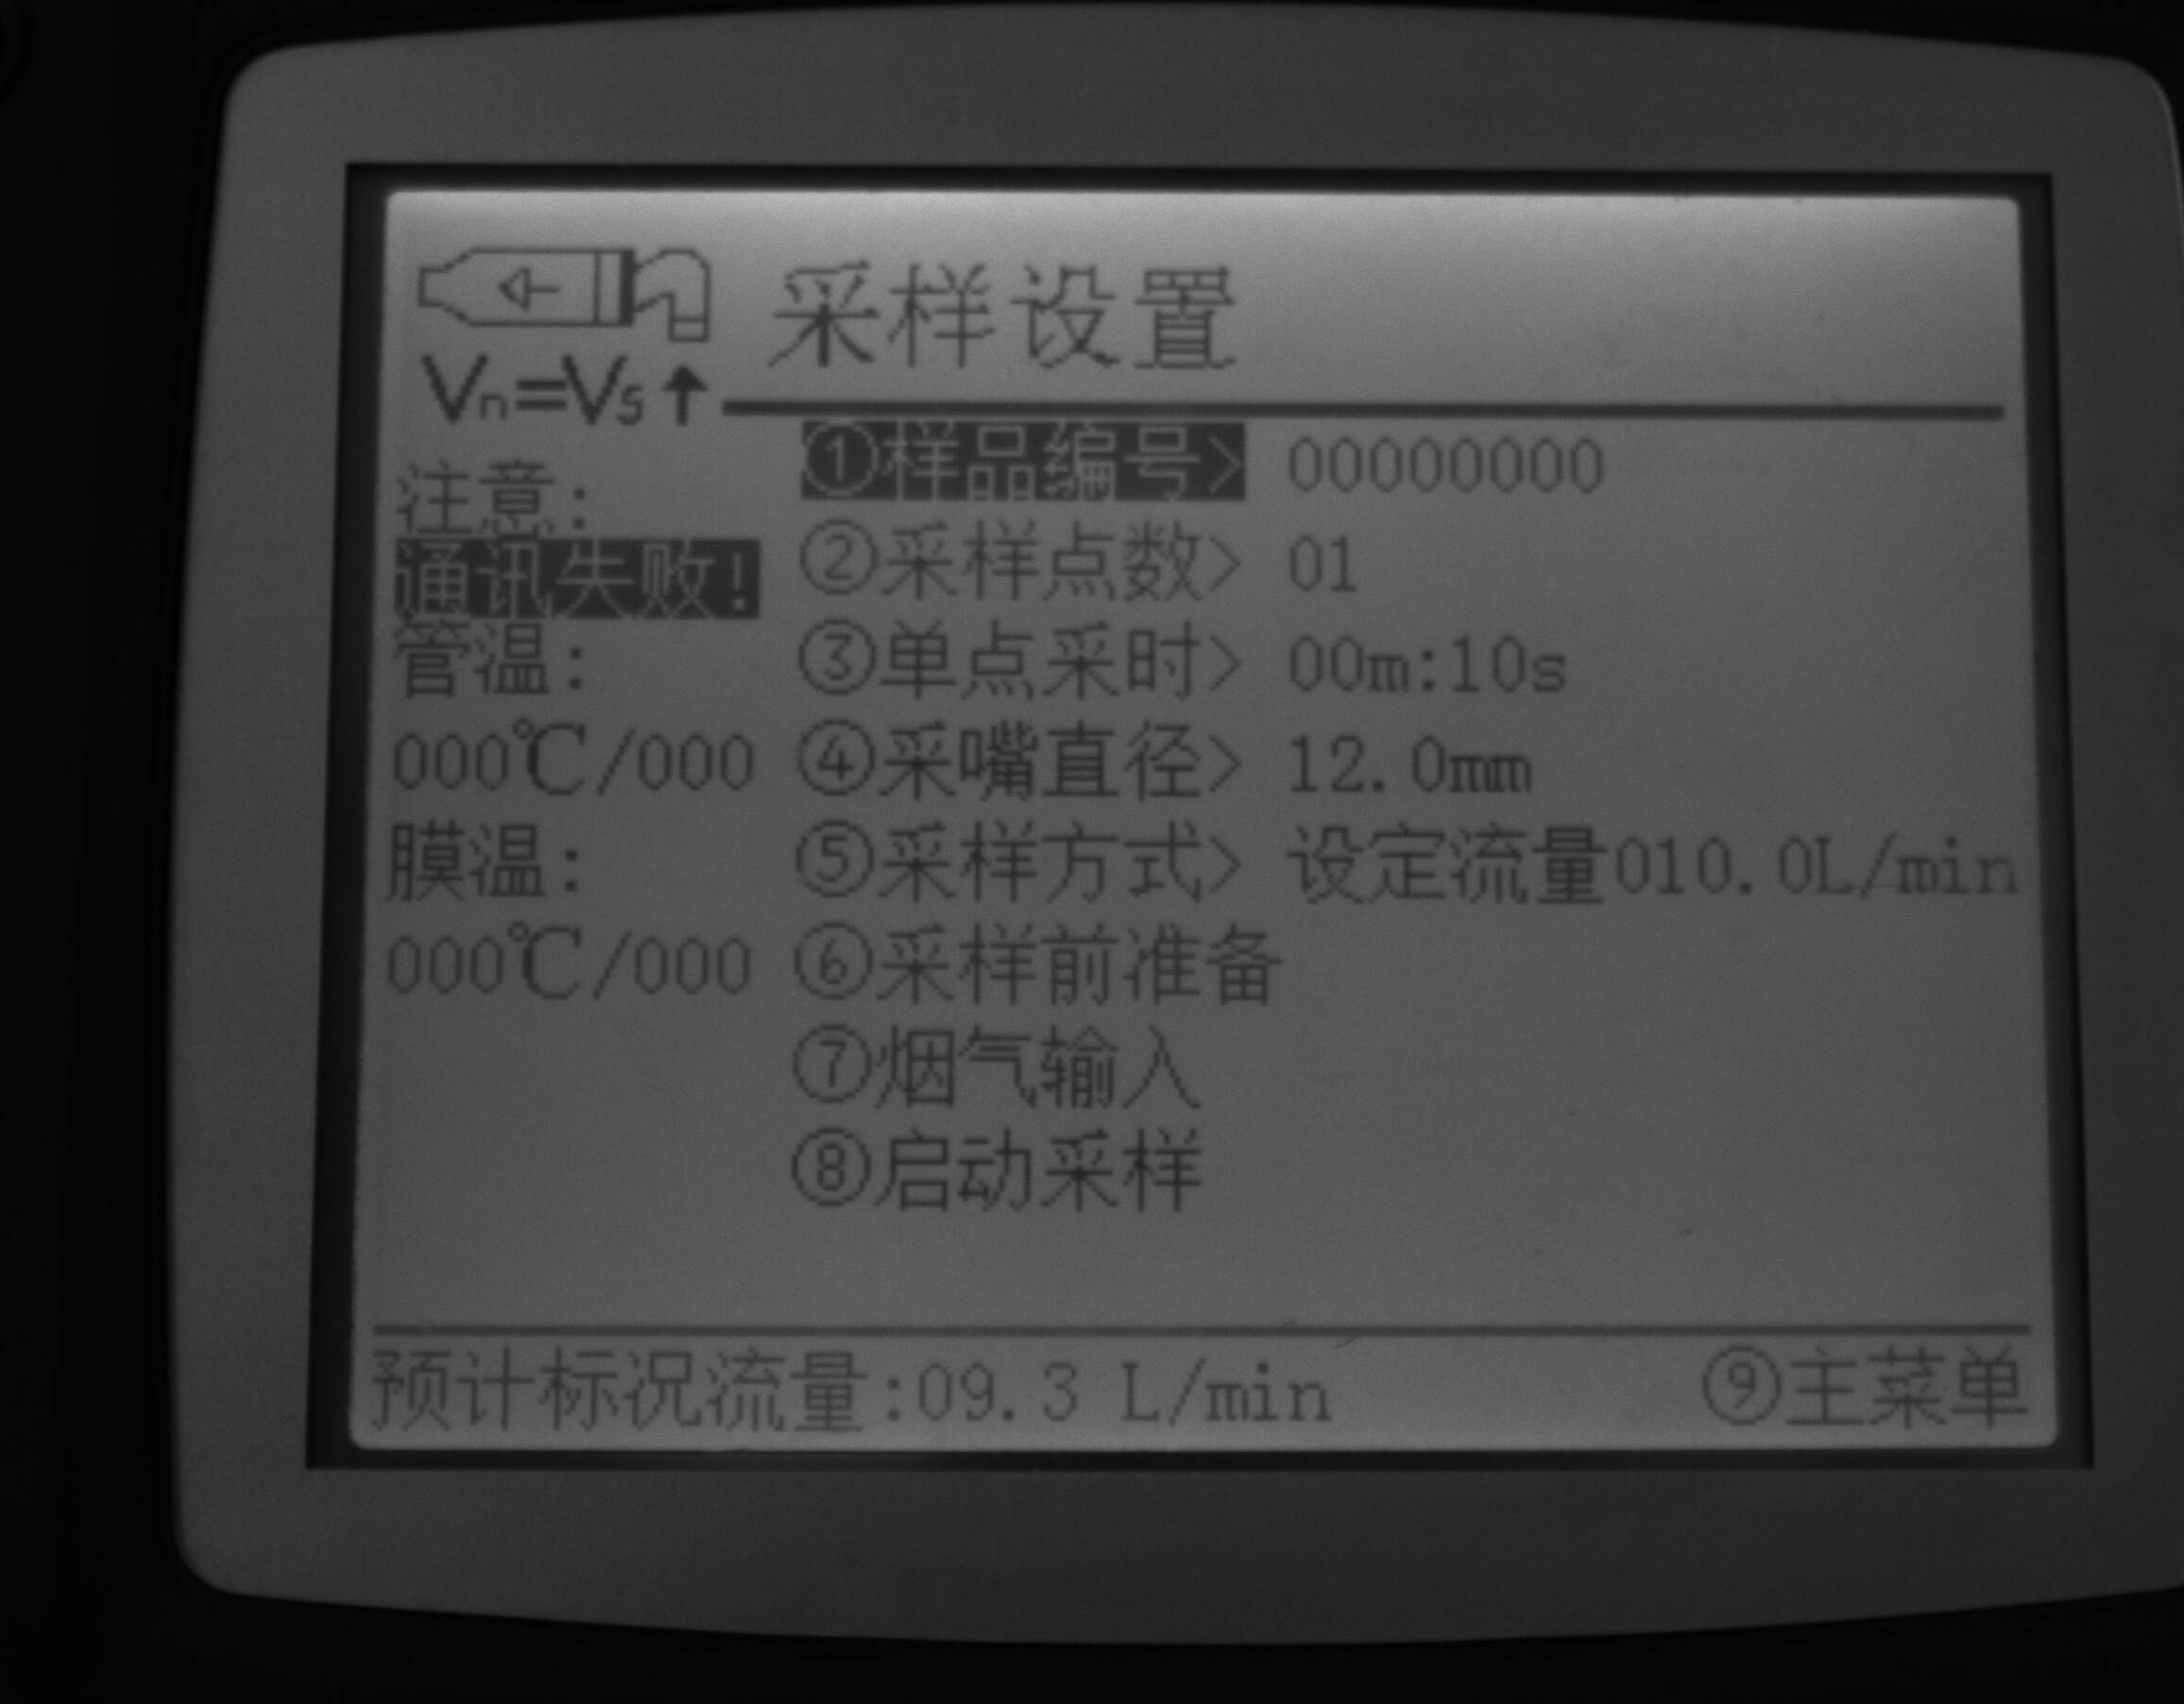 采样设置
Vn=Vs↑
注意:
通讯失败!
管温:
000℃/000
膜温:
000℃/000
①样品编号> 00000000
②采样点数> 01
③单点采时> 00m:10s
④采嘴直径> 12.0mm
⑤采样方式> 设定流量010.0L/min
⑥采样前准备
⑦烟气输入
⑧启动采样
预计标况流量:09.3 L/min
⑨主菜单